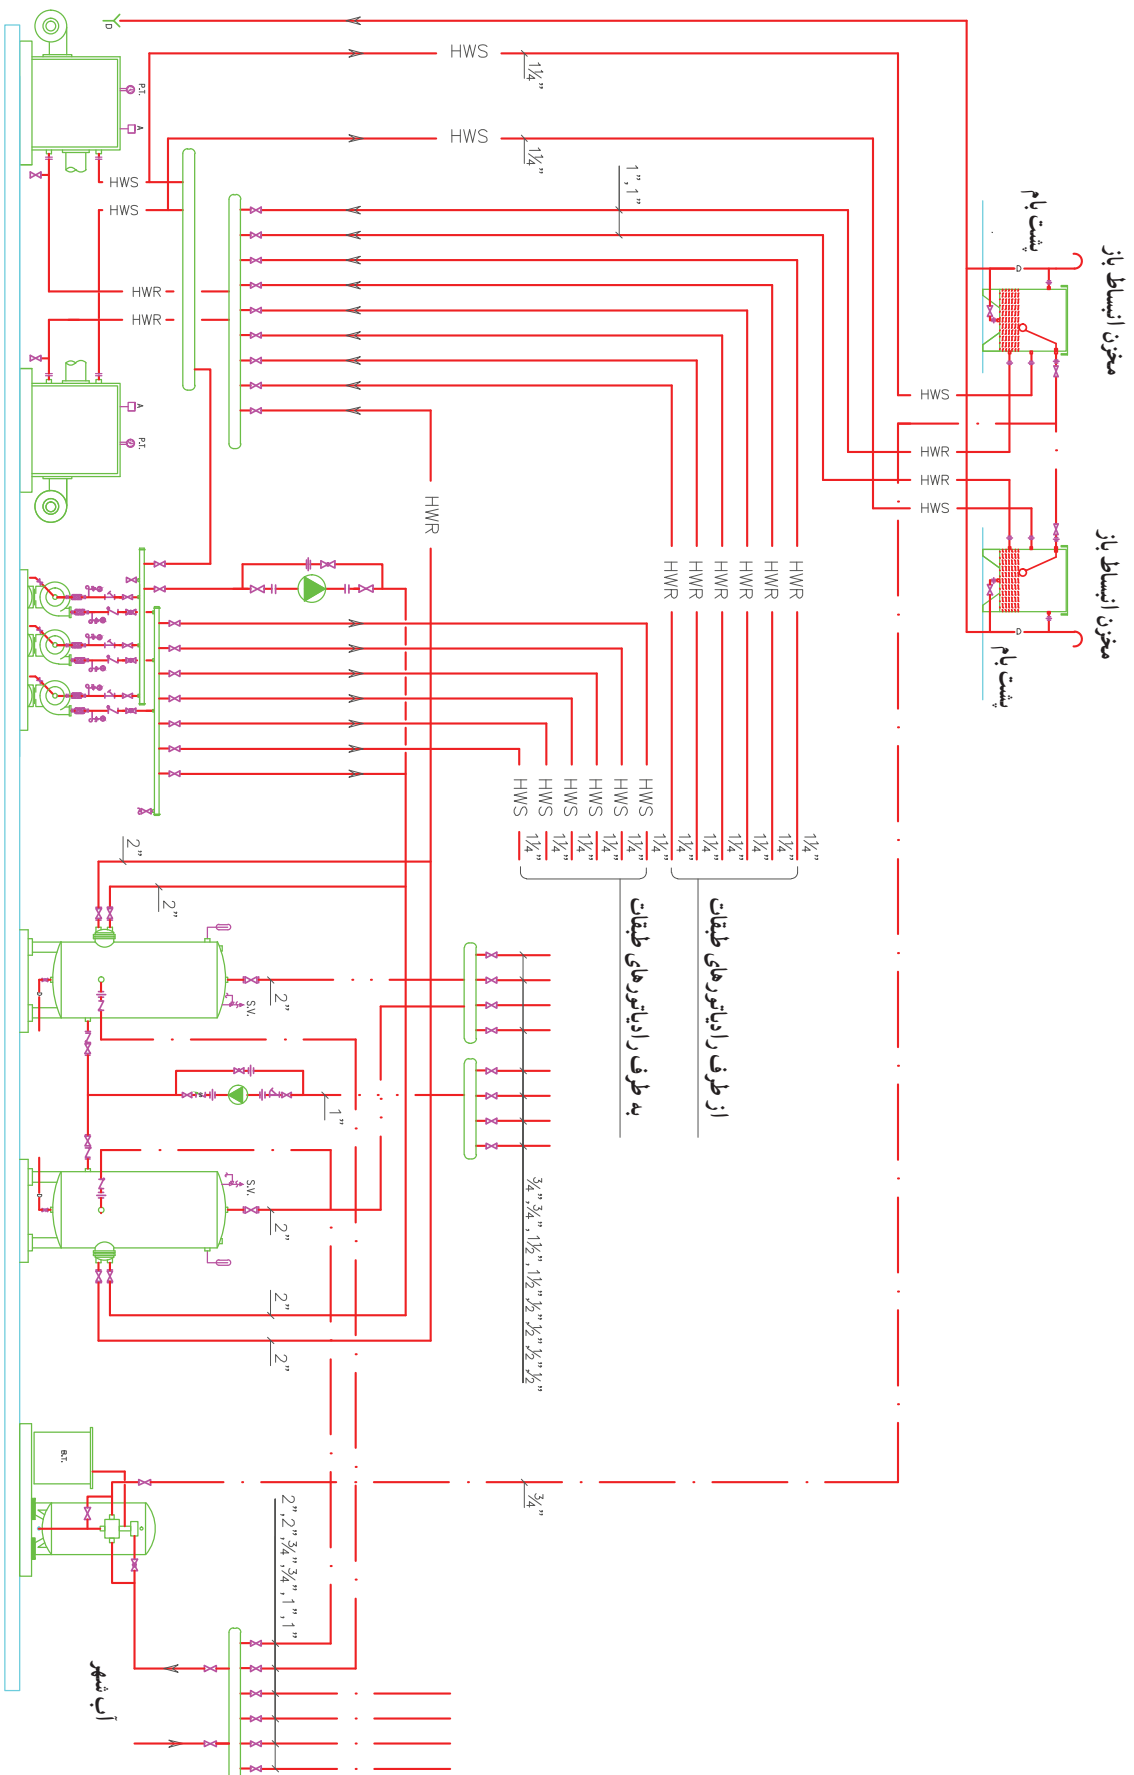 مخزن انبساط باز
پشت بام
مخزن انبساط باز
پشت بام
D
D
D
HWS
1¼”
HWS
1¼”
1”,1”
HWS
HWR
HWR
HWS
P.T.
A
HWS
HWS
HWR
HWR
A
P.T.
HWR
HWR
HWR
HWR
HWR
HWR
HWR
HWS
HWS
HWS
HWS
HWS
HWS
1¼”
1¼”
1¼”
1¼”
1¼”
1¼”
1¼”
1¼”
1¼”
1¼”
1¼”
1¼”
از طرف رادیاتورهای طبقات
به طرف رادیاتورهای طبقات
2”
2”
2”
S.V.
D
1”
S.V.
D
2”
2”
2”
¾”,¾”,1½”,1½”,½”,½”,½”,½”
¾”
B.T.
2”,2”,¾”,¾”,1”,1”
آب شهر